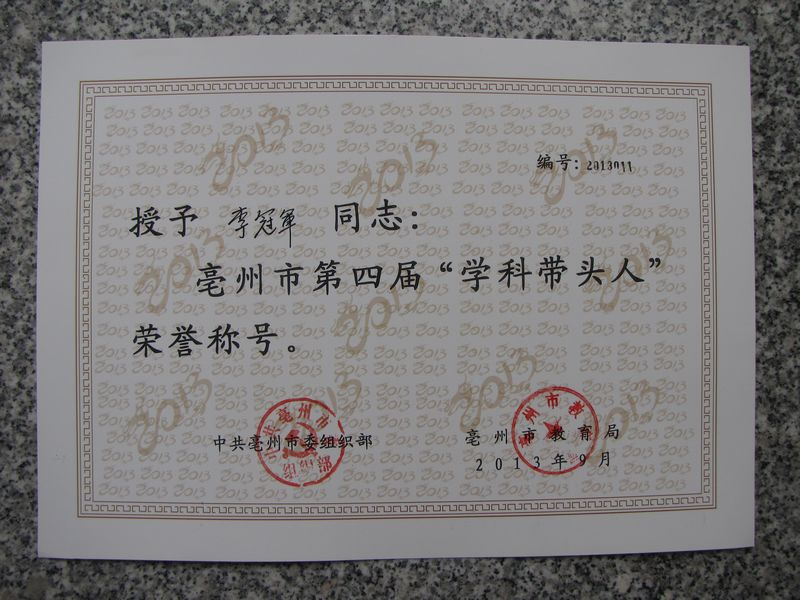 编号：2013011
授予 李冠军 同志：
亳州市第四届“学科带头人”
荣誉称号。
中共亳州市委组织部
亳州市教育局
2013年9月